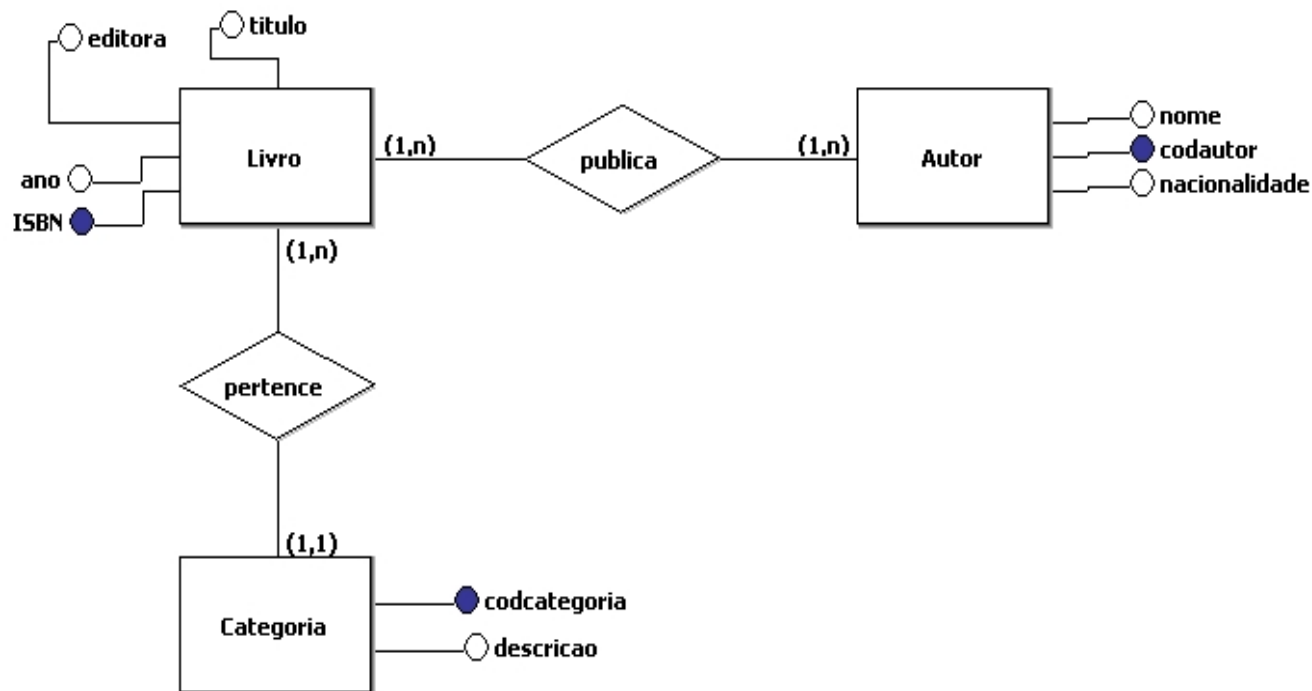 editora
titulo
Livro
ano
ISBN
(1,n)
publica
(1,n)
Autor
nome
codautor
nacionalidade
(1,n)
pertence
(1,1)
Categoria
codcategoria
descricao